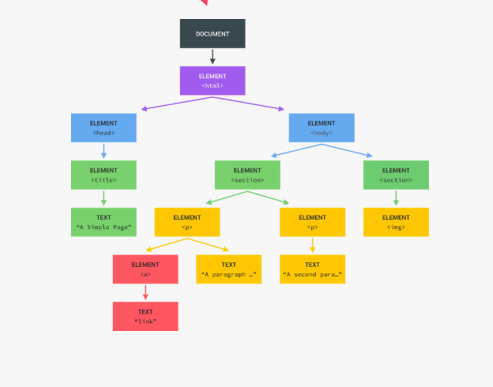 DOCUMENT
ELEMENT
<html>
ELEMENT
<head>
ELEMENT
<body>
ELEMENT
<title>
ELEMENT
<section>
ELEMENT
<section>
TEXT
"A Simple Page"
ELEMENT
<p>
ELEMENT
<p>
ELEMENT
<img>
ELEMENT
<a>
TEXT
"A paragraph …"
TEXT
"A second para…"
TEXT
"link"